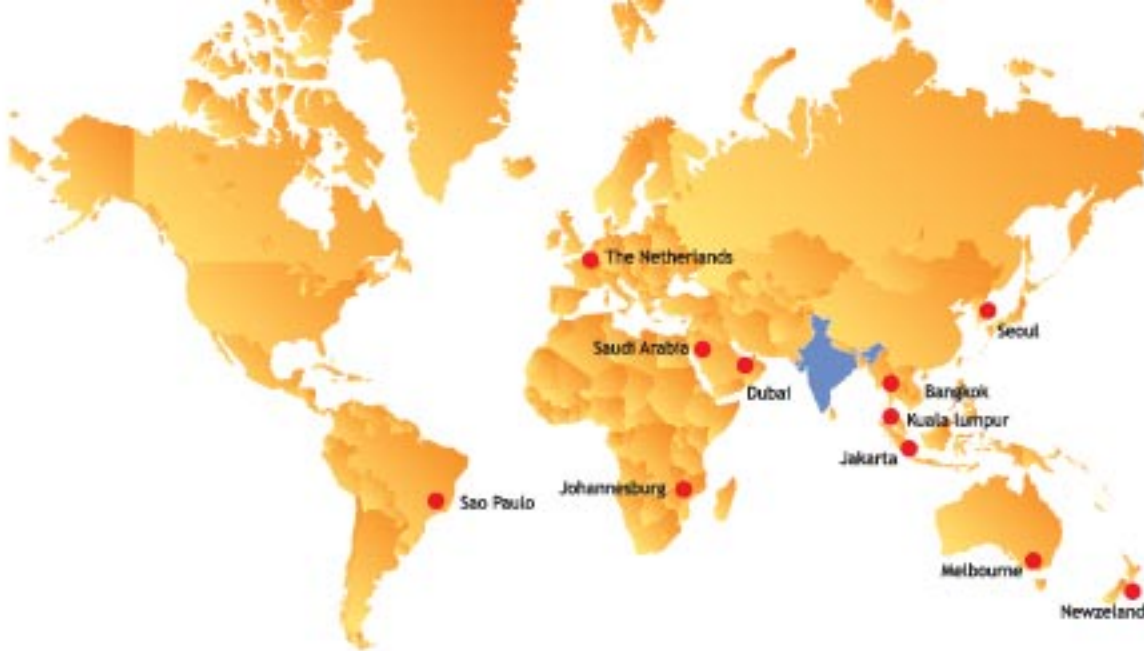 The Netherlands
Seoul
Saudi Arabia
Dubai
Bangkok
Kuala lumpur
Jakarta
Johannesburg
Sao Paulo
Melbourne
Newzeland